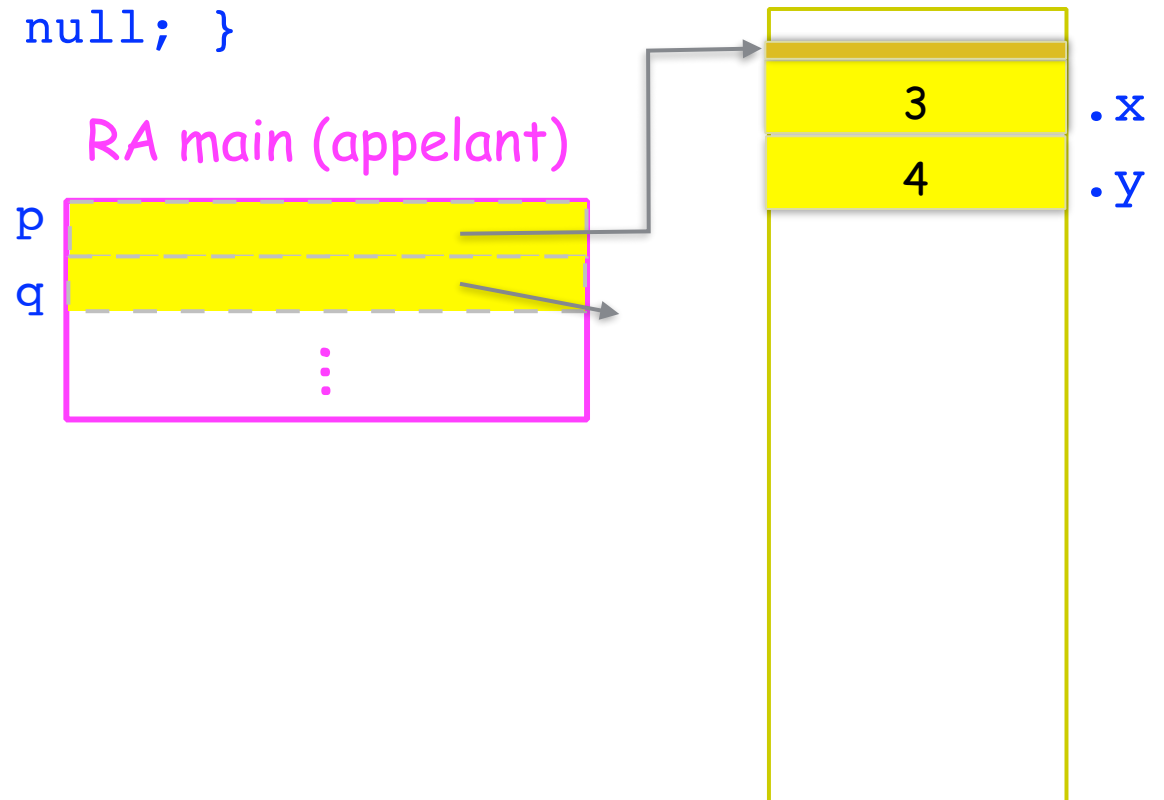 null; }
RA main (appelant)
p
q
⋮
3 .x
4 .y